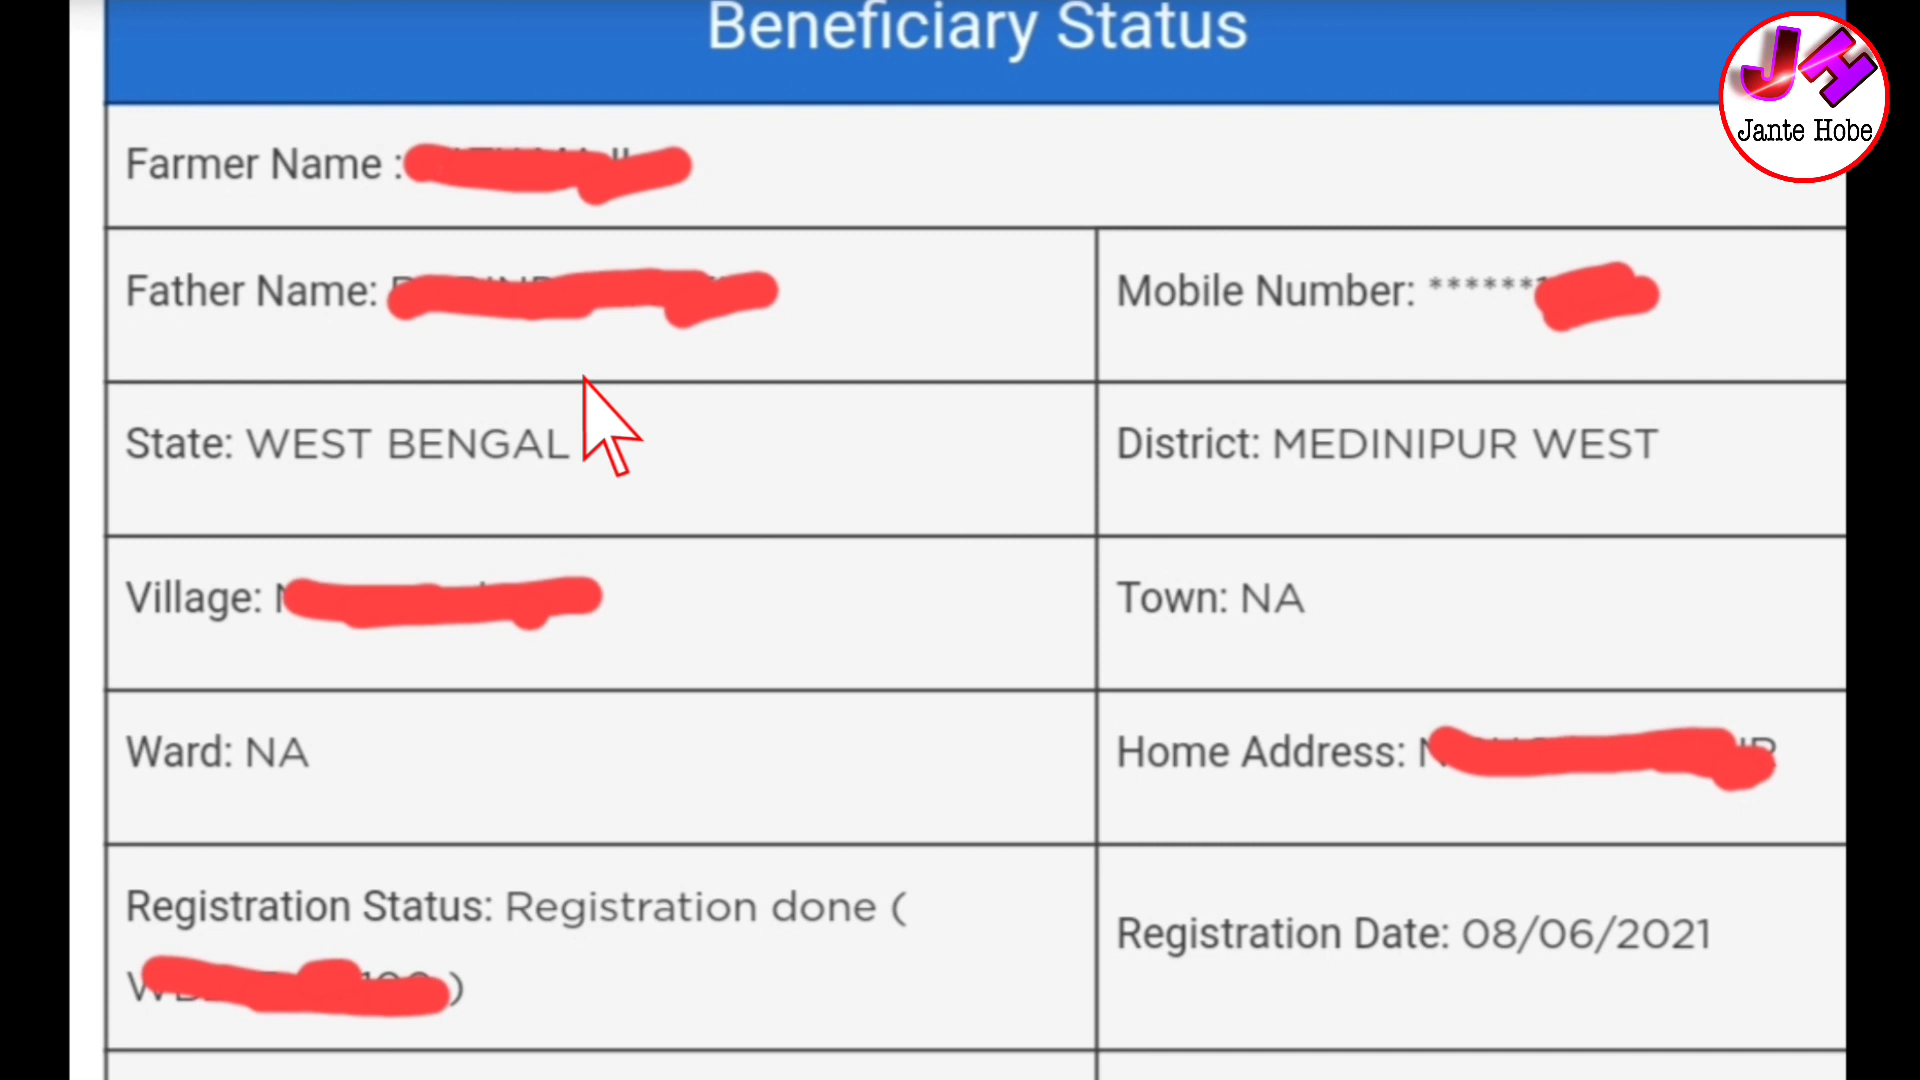 Beneficiary Status
JH
Jante Hobe
Farmer Name :
Father Name:
Mobile Number: ******
State: WEST BENGAL
District: MEDINIPUR WEST
Village:
Town: NA
Ward: NA
Home Address:
Registration Status: Registration done (
)
Registration Date: 08/06/2021